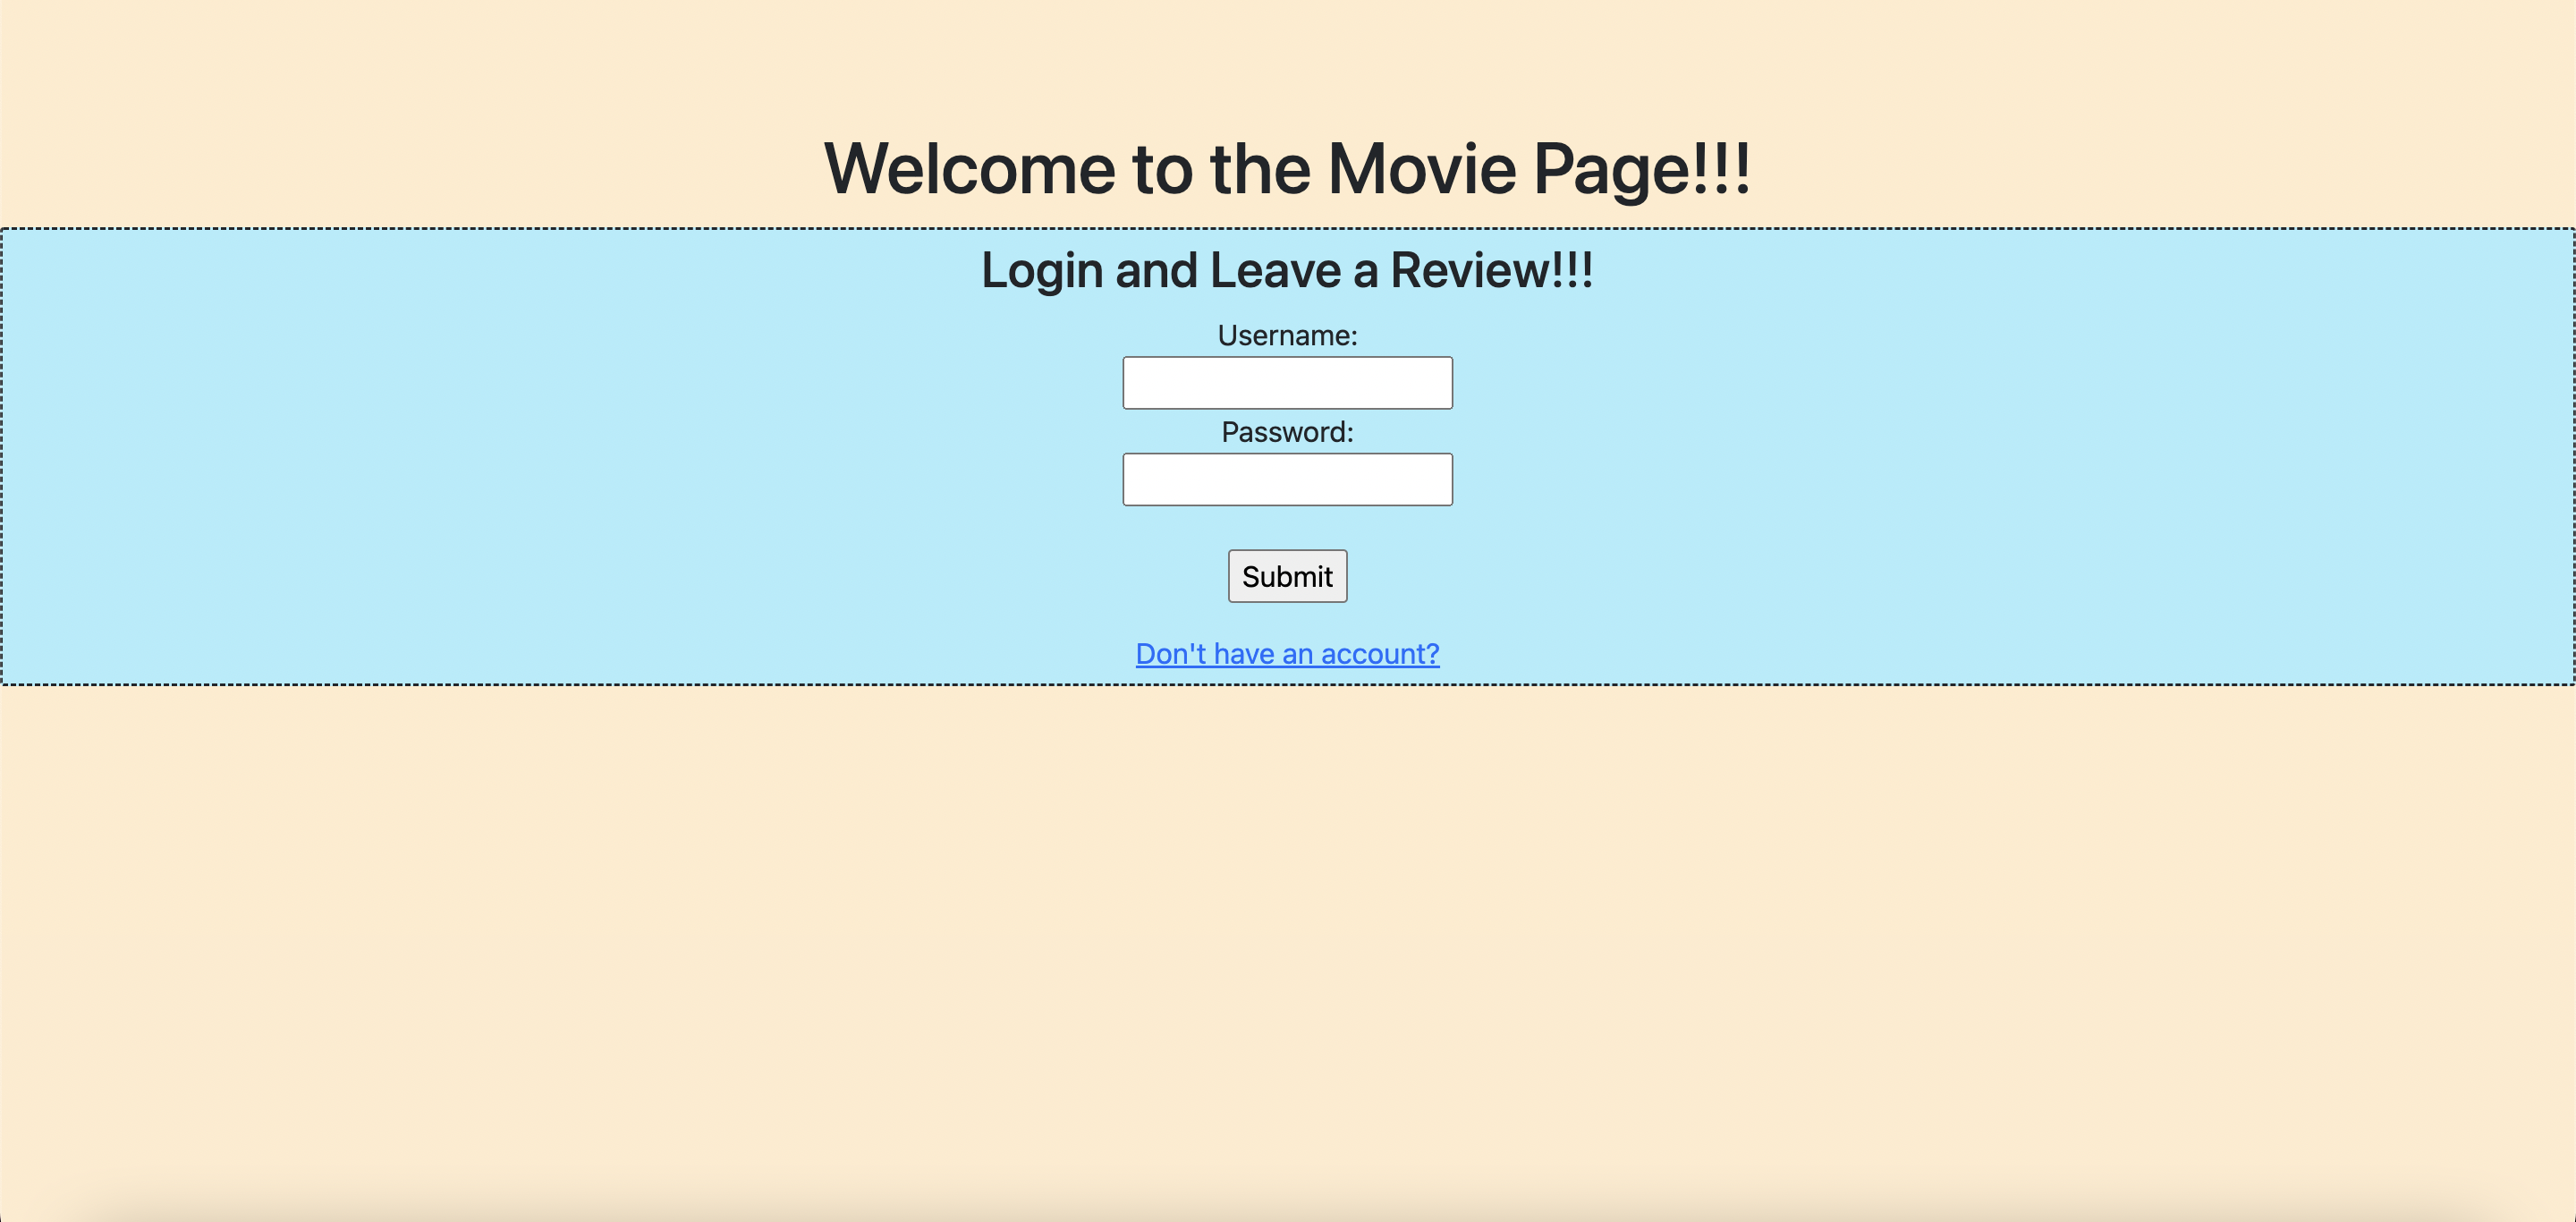 Welcome to the Movie Page!!!
Login and Leave a Review!!!
Username:
Password:
Submit
Don't have an account?